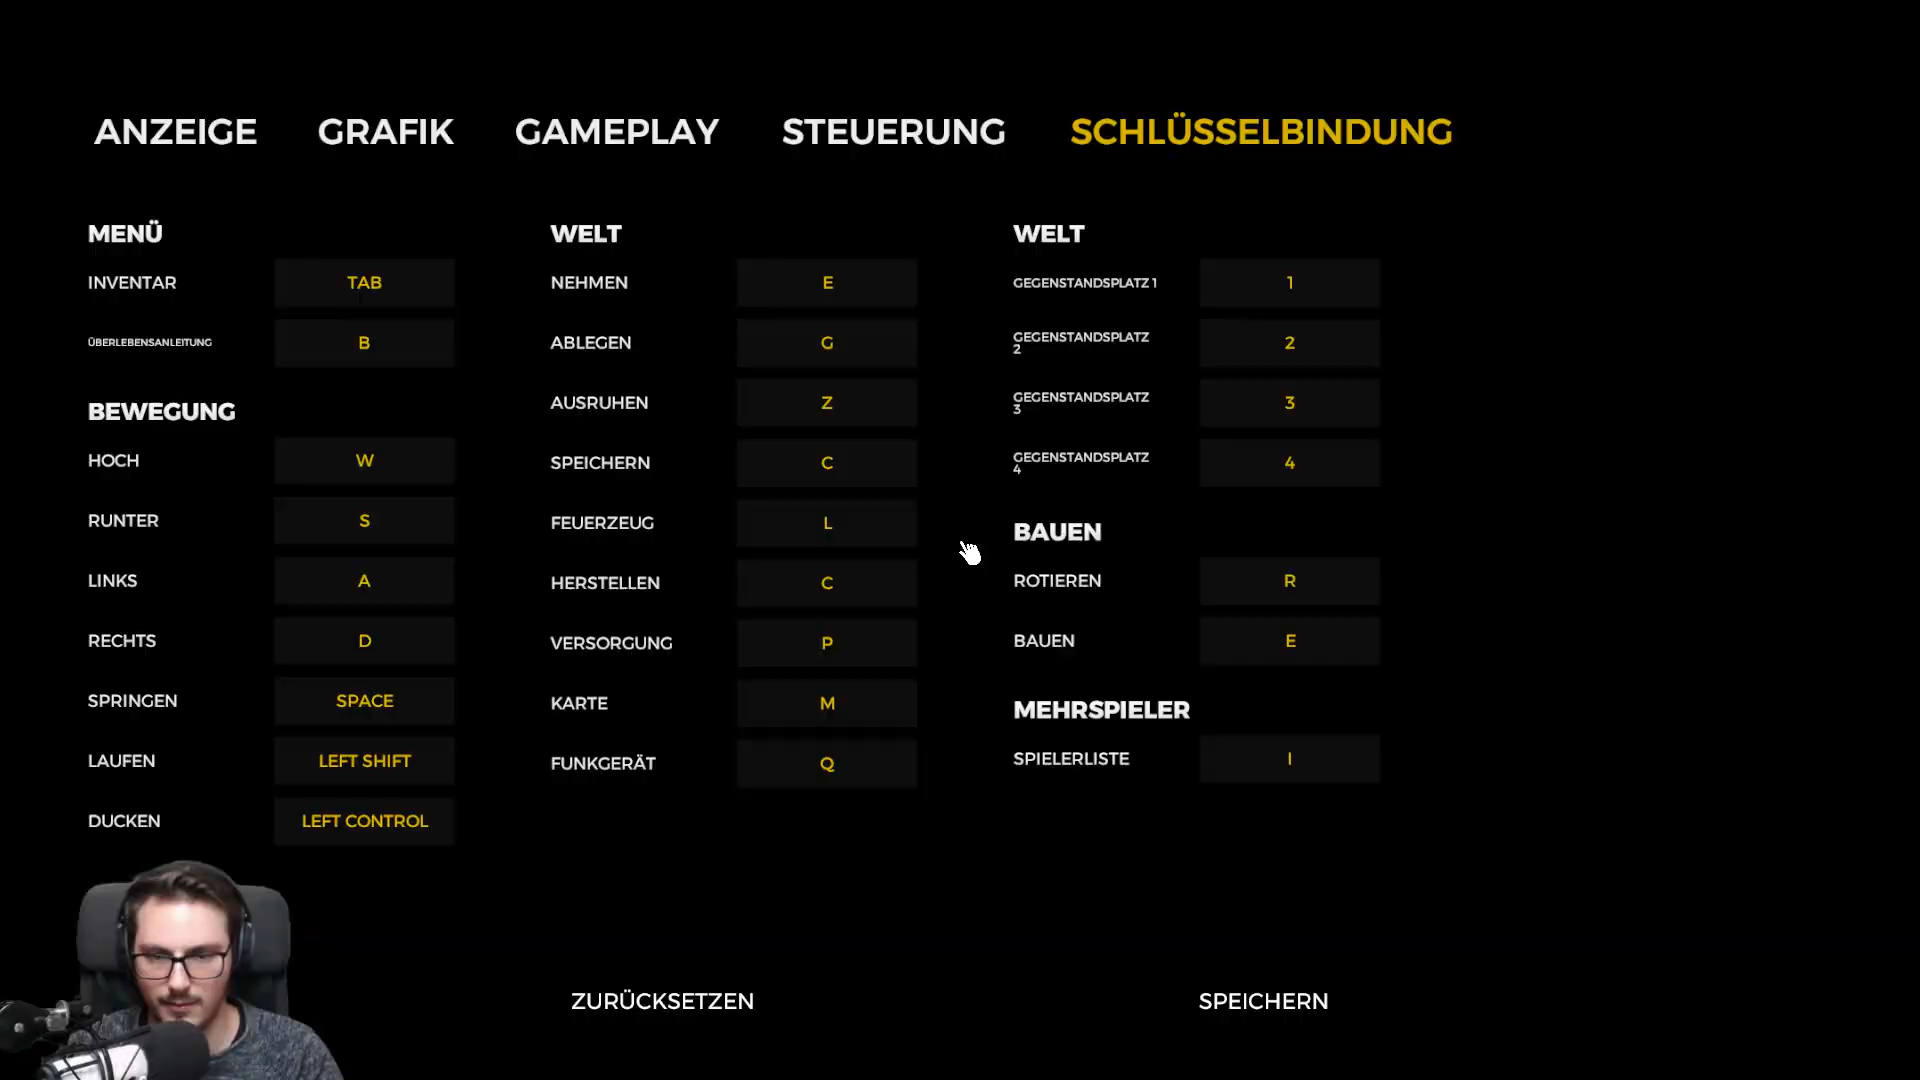 ANZEIGE GRAFIK GAMEPLAY STEUERUNG SCHLÜSSELBINDUNG
MENÜ
INVENTAR TAB
ÜBERLEBENSANLEITUNG B
BEWEGUNG
HOCH W
RUNTER S
LINKS A
RECHTS D
SPRINGEN SPACE
LAUFEN LEFT SHIFT
DUCKEN LEFT CONTROL
WELT
NEHMEN E
ABLEGEN G
AUSRUHEN Z
SPEICHERN C
FEUERZEUG L
HERSTELLEN C
VERSORGUNG P
KARTE M
FUNKGERÄT Q
WELT
GEGENSTANDSPLATZ 1 1
GEGENSTANDSPLATZ
2 2
GEGENSTANDSPLATZ
3 3
GEGENSTANDSPLATZ
4 4
BAUEN
ROTIEREN R
BAUEN E
MEHRSPIELER
SPIELERLISTE I
ZURÜCKSETZEN SPEICHERN